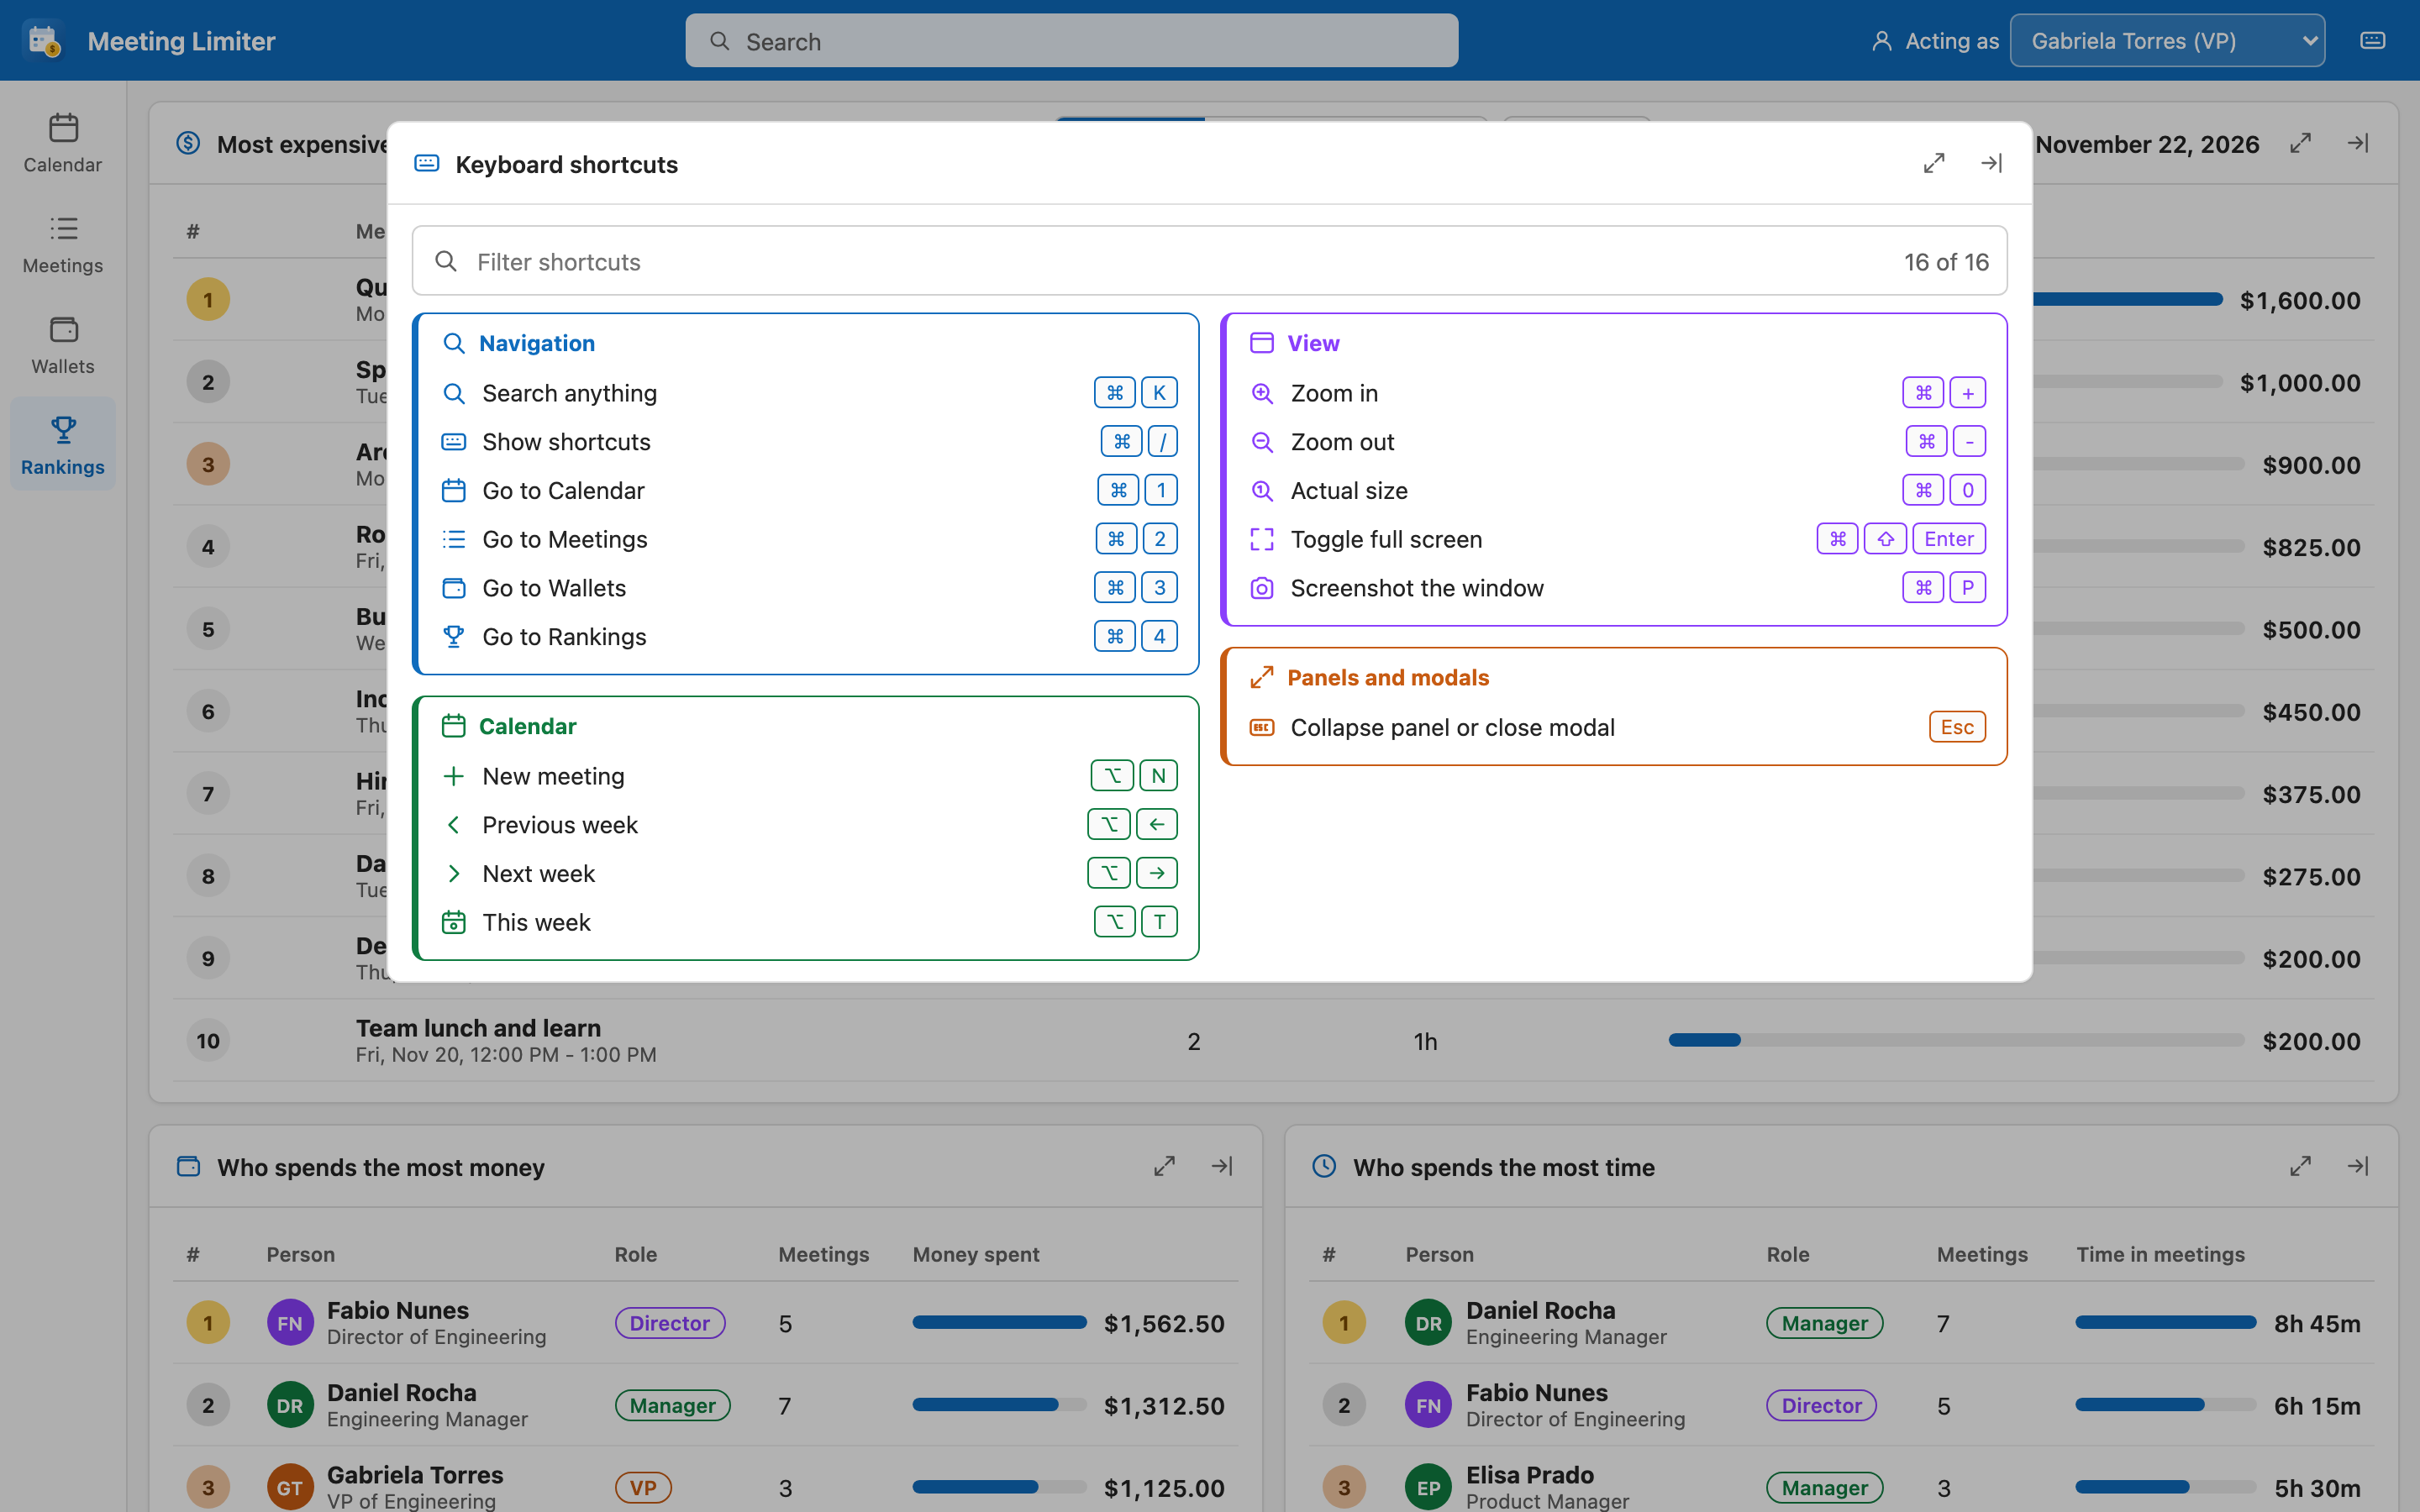 Meeting Limiter
Search
Acting as
Gabriela Torres (VP)
Calendar
Meetings
Wallets
Rankings
Most expensive
November 22, 2026
Keyboard shortcuts
Filter shortcuts
16 of 16
Navigation
Search anything ⌘ K
Show shortcuts ⌘ /
Go to Calendar ⌘ 1
Go to Meetings ⌘ 2
Go to Wallets ⌘ 3
Go to Rankings ⌘ 4
Calendar
New meeting ⌥ N
Previous week ⌥ ←
Next week ⌥ →
This week ⌥ T
View
Zoom in ⌘ +
Zoom out ⌘ -
Actual size ⌘ 0
Toggle full screen ⌘ ⇧ Enter
Screenshot the window ⌘ P
Panels and modals
Collapse panel or close modal Esc
#
1 $1,600.00
2 $1,000.00
3 $900.00
4 Fri, $825.00
5 $500.00
6 $450.00
7 Fri, $375.00
8 $275.00
9 $200.00
10 Team lunch and learn 2 1h $200.00
Fri, Nov 20, 12:00 PM - 1:00 PM
Who spends the most money
# Person Role Meetings Money spent
1 FN Fabio Nunes Director 5 $1,562.50
Director of Engineering
2 DR Daniel Rocha Manager 7 $1,312.50
Engineering Manager
3 GT Gabriela Torres VP 3 $1,125.00
VP of Engineering
Who spends the most time
# Person Role Meetings Time in meetings
1 DR Daniel Rocha Manager 7 8h 45m
Engineering Manager
2 FN Fabio Nunes Director 5 6h 15m
Director of Engineering
3 EP Elisa Prado Manager 3 5h 30m
Product Manager